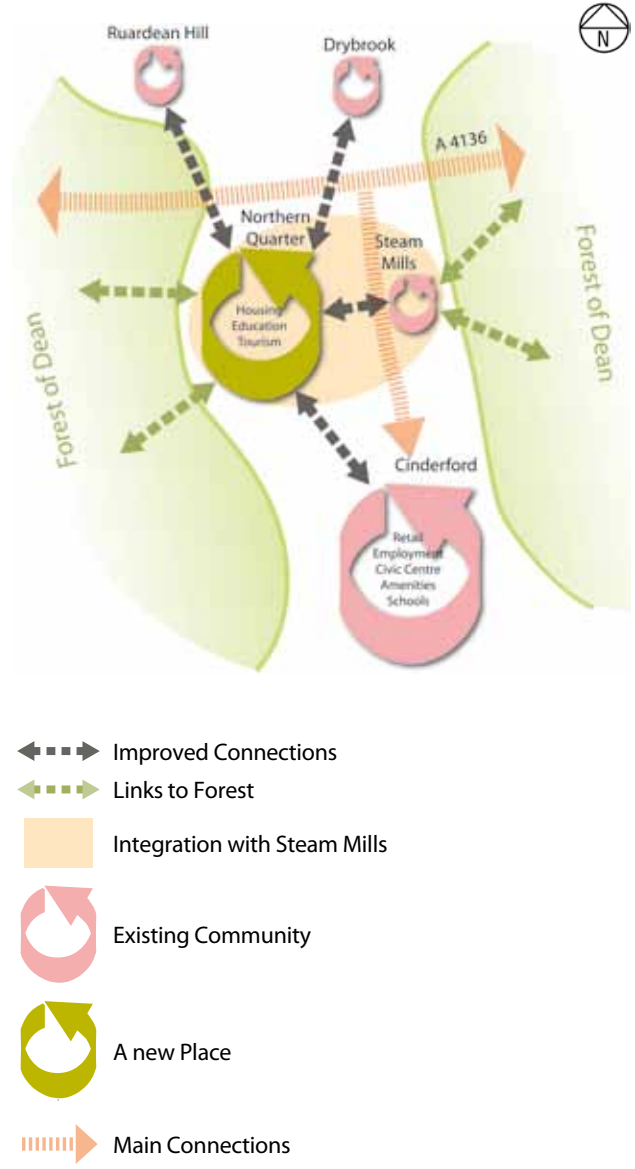 Ruardean Hill
Drybrook
N
A 4136
Northern
Quarter
Steam
Mills
Housing
Education
Tourism
Forest of Dean
Forest of Dean
Cinderford
Retail
Employment
Civic Centre
Amenities
Schools
Improved Connections
Links to Forest
Integration with Steam Mills
Existing Community
A new Place
Main Connections